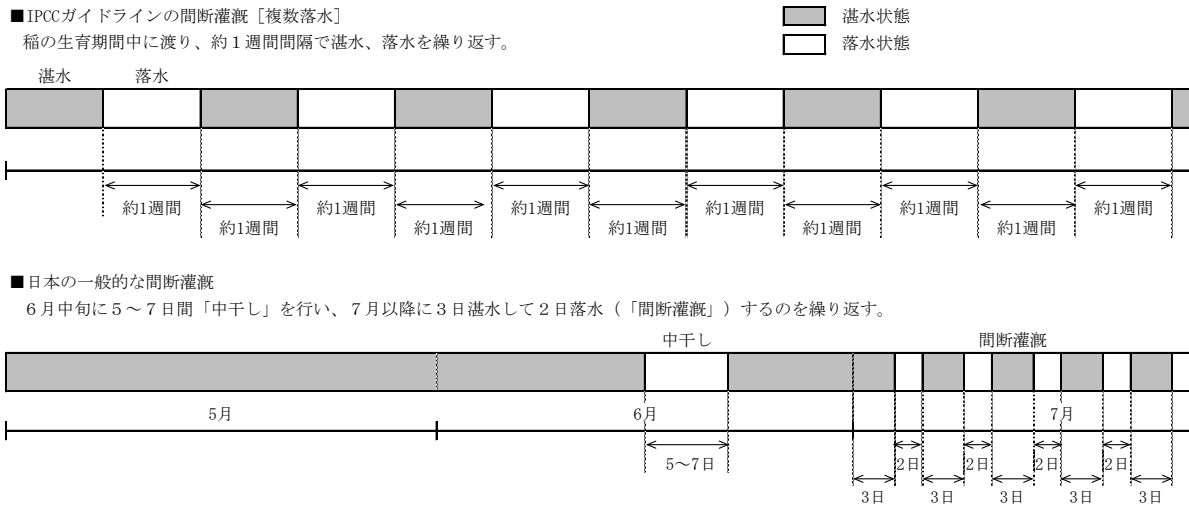 ■IPCCガイドラインの間断灌漑［複数落水］
稲の生育期間中に渡り、約１週間間隔で湛水、落水を繰り返す。
湛水状態
落水状態
湛水 落水
約1週間 約1週間 約1週間 約1週間 約1週間 約1週間
約1週間 約1週間 約1週間 約1週間 約1週間
■日本の一般的な間断灌漑
６月中旬に５～７日間「中干し」を行い、７月以降に３日湛水して２日落水（「間断灌漑」）するのを繰り返す。
中干し 間断灌漑
5月 6月 7月
5～7日 2日 2日 2日 2日
3日 3日 3日 3日 3日